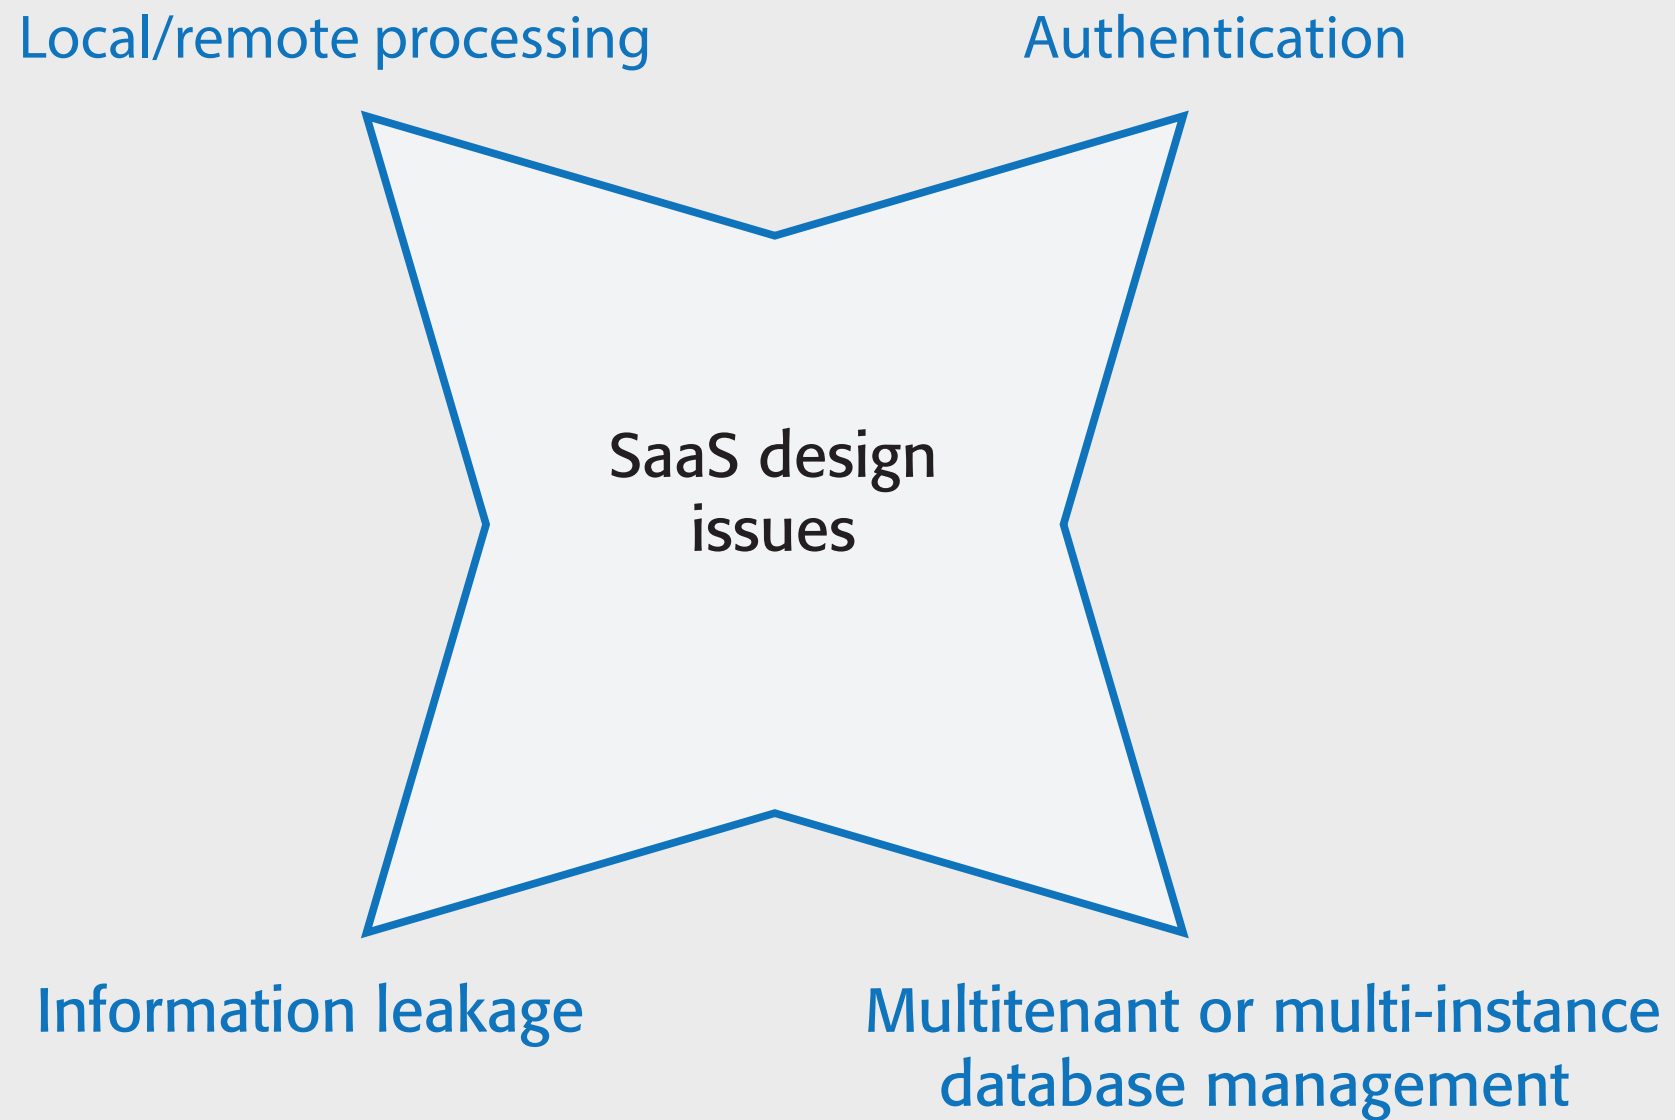 Local/remote processing
Authentication
SaaS design
issues
Information leakage
Multitenant or multi-instance
database management